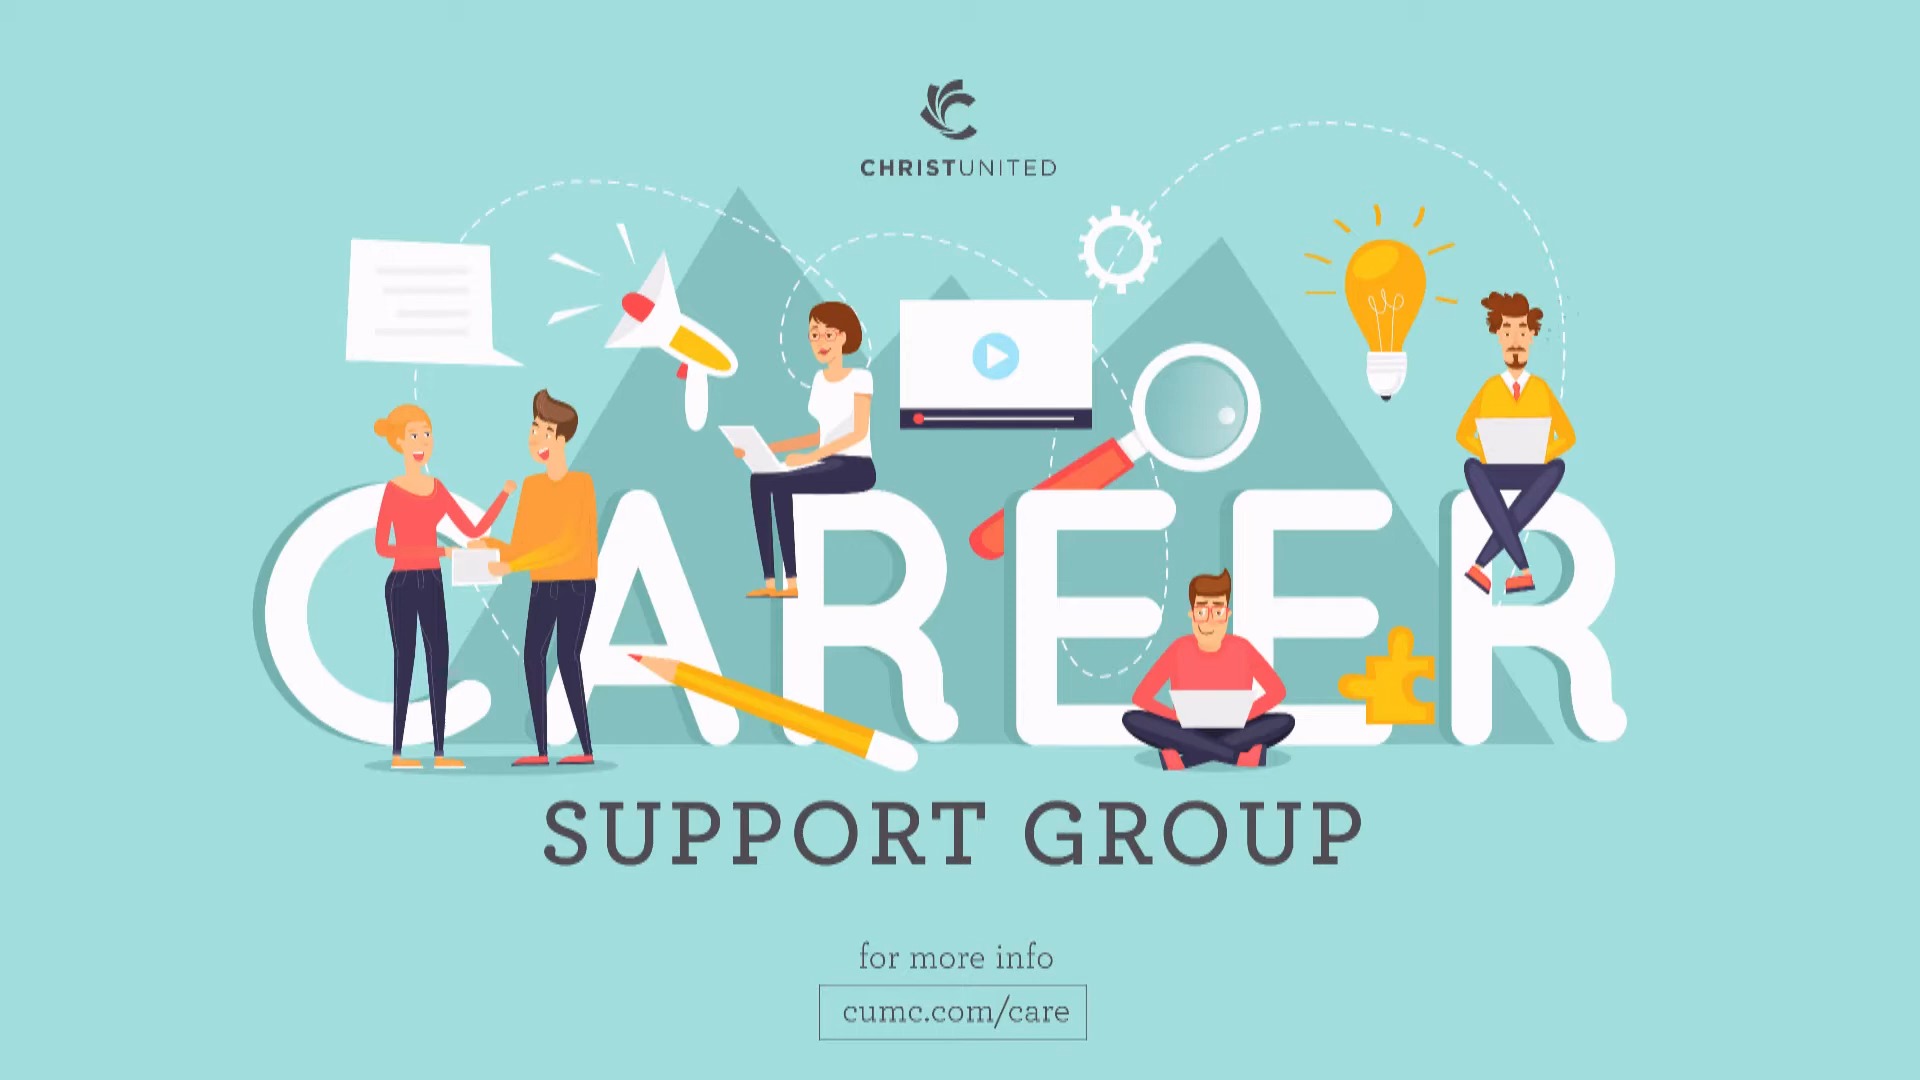 CHRISTUNITED
CAREER
SUPPORT GROUP
for more info
cumc.com/care